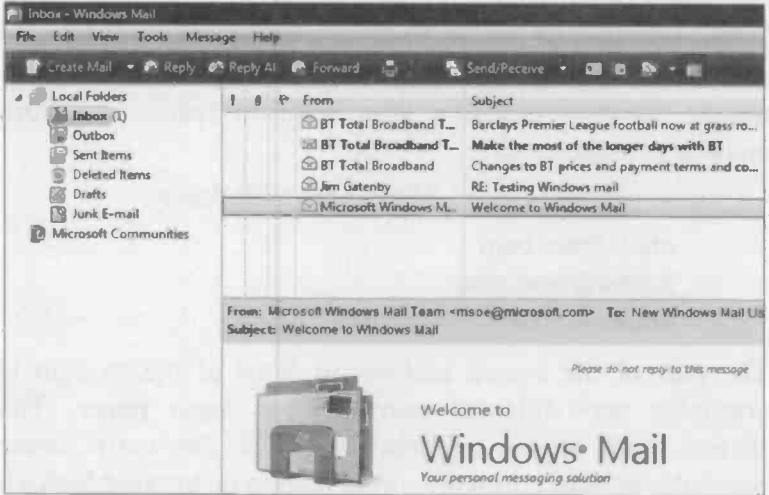 Inbox - Windows Mail
File Edit View Tools Message Help
Create Mail Reply Reply All Forward Send/Receive
Local Folders
Inbox (1)
Outbox
Sent Items
Deleted Items
Drafts
Junk E-mail
Microsoft Communities
! From Subject
BT Total Broadband T... Barclays Premier League football now at grass ro...
BT Total Broadband T... Make the most of the longer days with BT
BT Total Broadband Changes to BT prices and payment terms and co...
Jim Gatenby RE: Testing Windows mail
Microsoft Windows M... Welcome to Windows Mail
From: Microsoft Windows Mail Team <msoe@microsoft.com> To: New Windows Mail Us
Subject: Welcome to Windows Mail
Please do not reply to this message
Welcome to
Windows® Mail
Your personal messaging solution